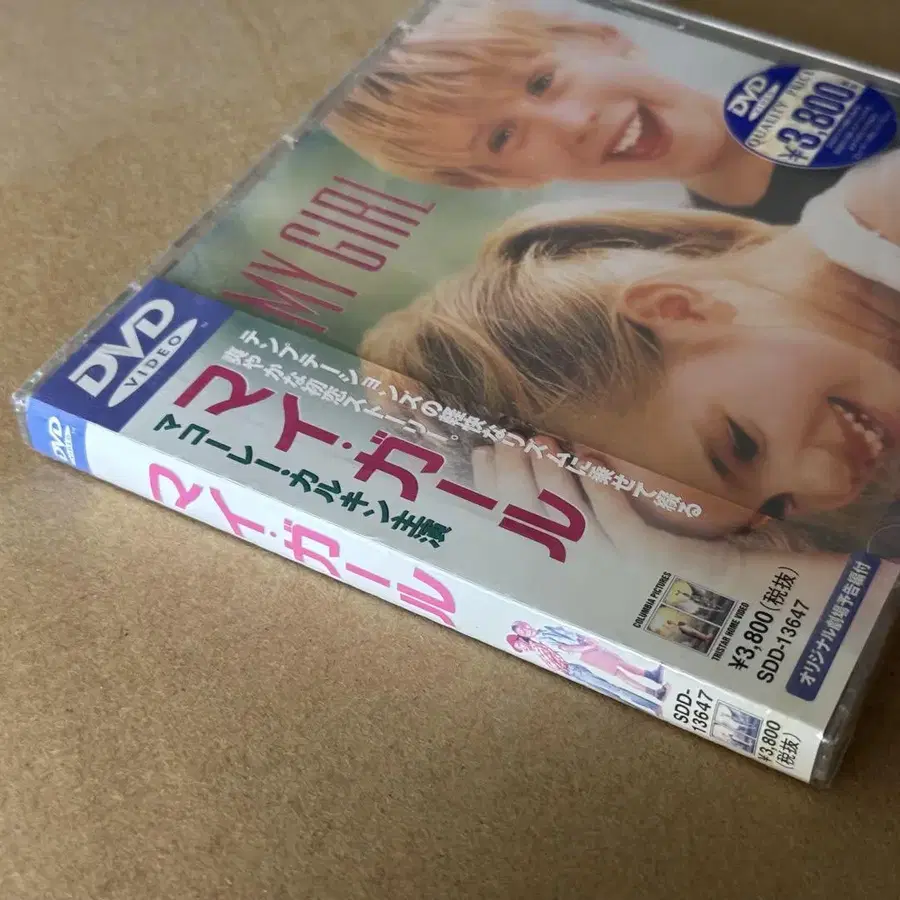 MY GIRL
DVD
VIDEO
QUALITY PRICE
¥3,800
DVD
VIDEO
テンプテーションズの軽快なリズムに乗せて綴る
爽やかな初恋ストーリー。
マイ・ガール
マコーレー・カルキン主演
COLUMBIA PICTURES
TRISTAR HOME VIDEO
¥3,800(税抜)
SDD-13647
オリジナル劇場予告編付
DVD
VIDEO
マイ・ガール
SDD-
13647
¥3,800
(税抜)